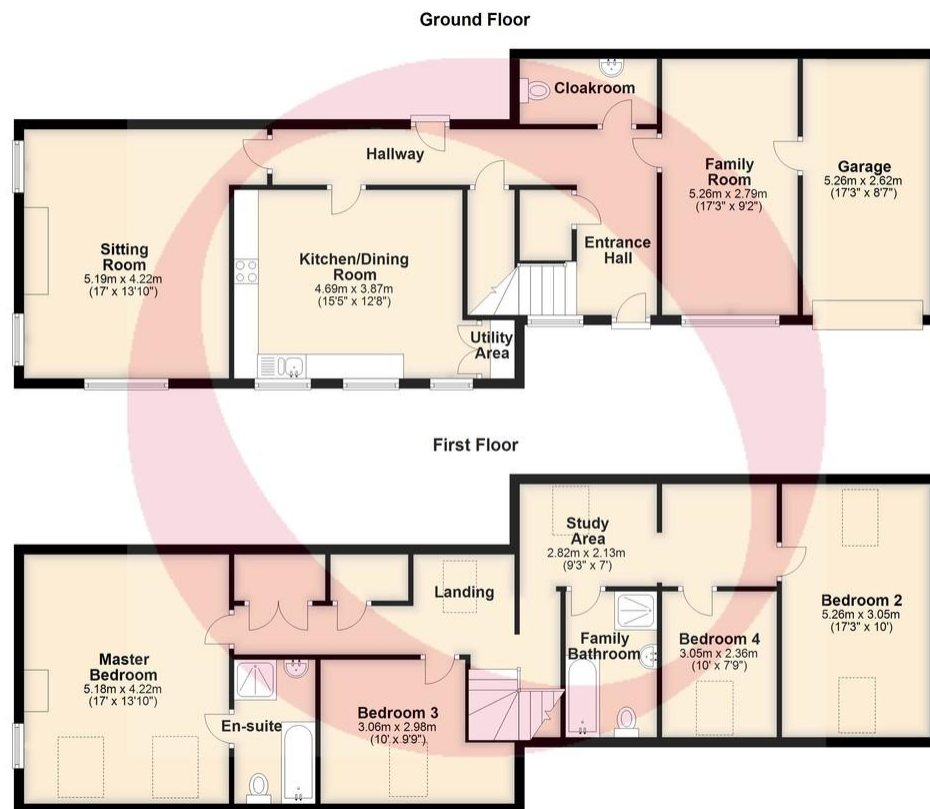 Ground Floor
Cloakroom
Hallway
Family
Room
5.26m x 2.79m
(17'3" x 9'2")
Garage
5.26m x 2.62m
(17'3" x 8'7")
Sitting
Room
5.19m x 4.22m
(17' x 13'10")
Kitchen/Dining
Room
4.69m x 3.87m
(15'5" x 12'8")
Entrance
Hall
Utility
Area
First Floor
Study
Area
2.82m x 2.13m
(9'3" x 7')
Landing
Bedroom 2
5.26m x 3.05m
(17'3" x 10')
Master
Bedroom
5.18m x 4.22m
(17' x 13'10")
Family
Bathroom
Bedroom 4
3.05m x 2.36m
(10' x 7'9")
En-suite
Bedroom 3
3.06m x 2.98m
(10' x 9'9")